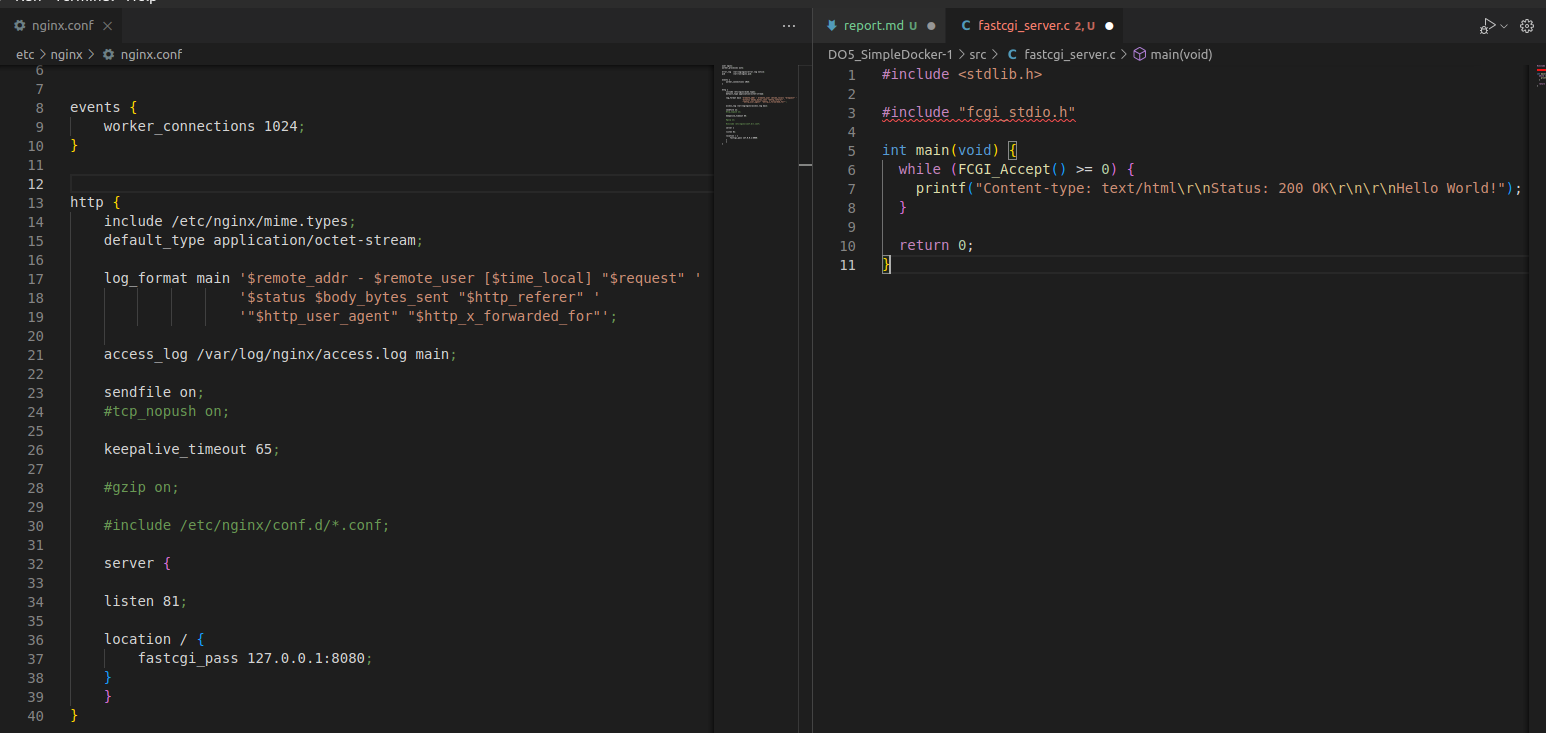 nginx.conf
etc > nginx > nginx.conf
6
7
8 events {
9 worker_connections 1024;
10 }
11
12
13 http {
14 include /etc/nginx/mime.types;
15 default_type application/octet-stream;
16
17 log_format main '$remote_addr - $remote_user [$time_local] "$request" '
18 '$status $body_bytes_sent "$http_referer" '
19 '"$http_user_agent" "$http_x_forwarded_for"';
20
21 access_log /var/log/nginx/access.log main;
22
23 sendfile on;
24 #tcp_nopush on;
25
26 keepalive_timeout 65;
27
28 #gzip on;
29
30 #include /etc/nginx/conf.d/*.conf;
31
32 server {
33
34 listen 81;
35
36 location / {
37 fastcgi_pass 127.0.0.1:8080;
38 }
39 }
40 }
report.md U
C fastcgi_server.c 2, U
DO5_SimpleDocker-1 > src > C fastcgi_server.c > main(void)
1 #include <stdlib.h>
2
3 #include "fcgi_stdio.h"
4
5 int main(void) {
6 while (FCGI_Accept() >= 0) {
7 printf("Content-type: text/html\r\nStatus: 200 OK\r\n\r\nHello World!");
8 }
9
10 return 0;
11 }